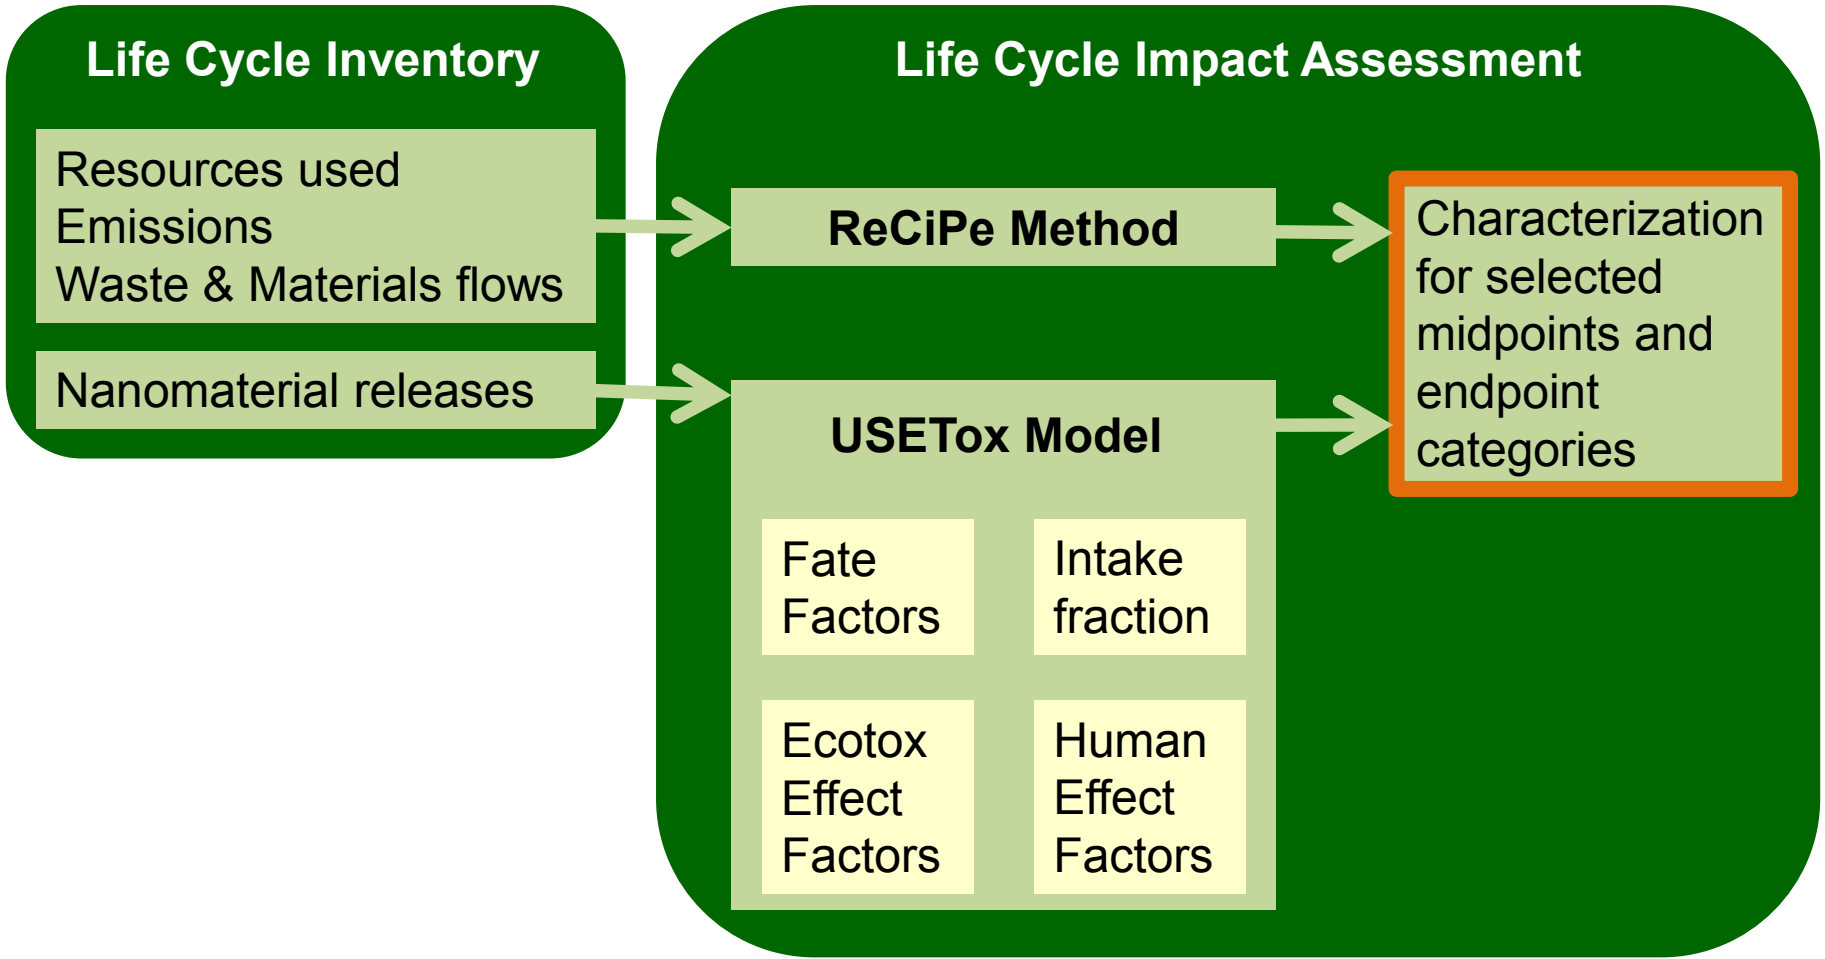 Life Cycle Inventory
Resources used
Emissions
Waste & Materials flows
Nanomaterial releases
Life Cycle Impact Assessment
ReCiPe Method
USETox Model
Fate
Factors
Intake
fraction
Ecotox
Effect
Factors
Human
Effect
Factors
Characterization
for selected
midpoints and
endpoint
categories